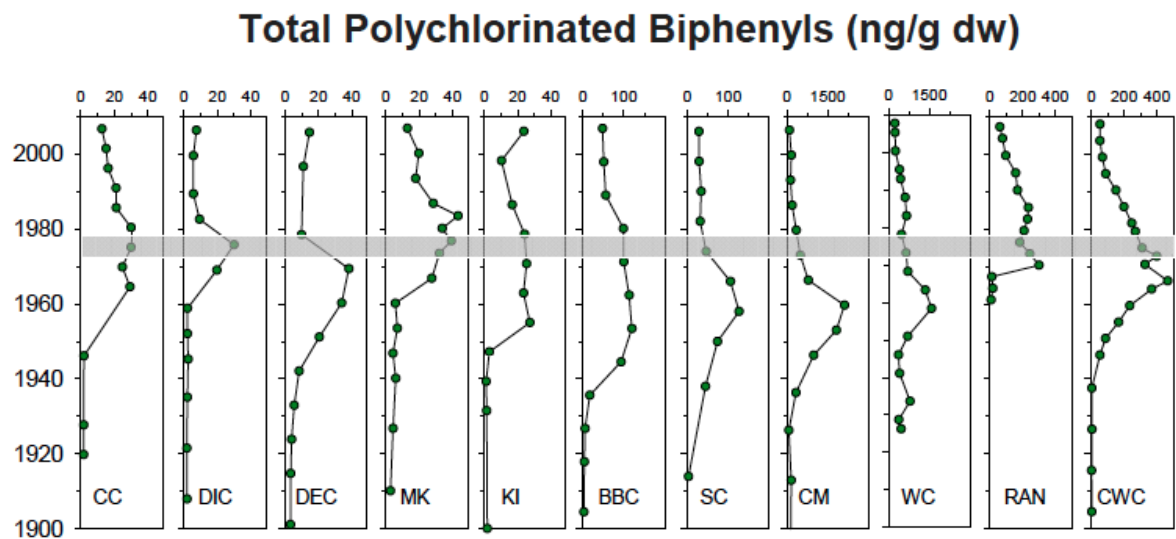 Total Polychlorinated Biphenyls (ng/g dw)
0 20 40 0 20 40 0 20 40 0 20 40 0 20 40 0 100 0 100 0 1500 0 1500 0 200 400 0 200 400
2000
1980
1960
1940
1920
CC DIC DEC MK KI BBC SC CM WC RAN CWC
1900